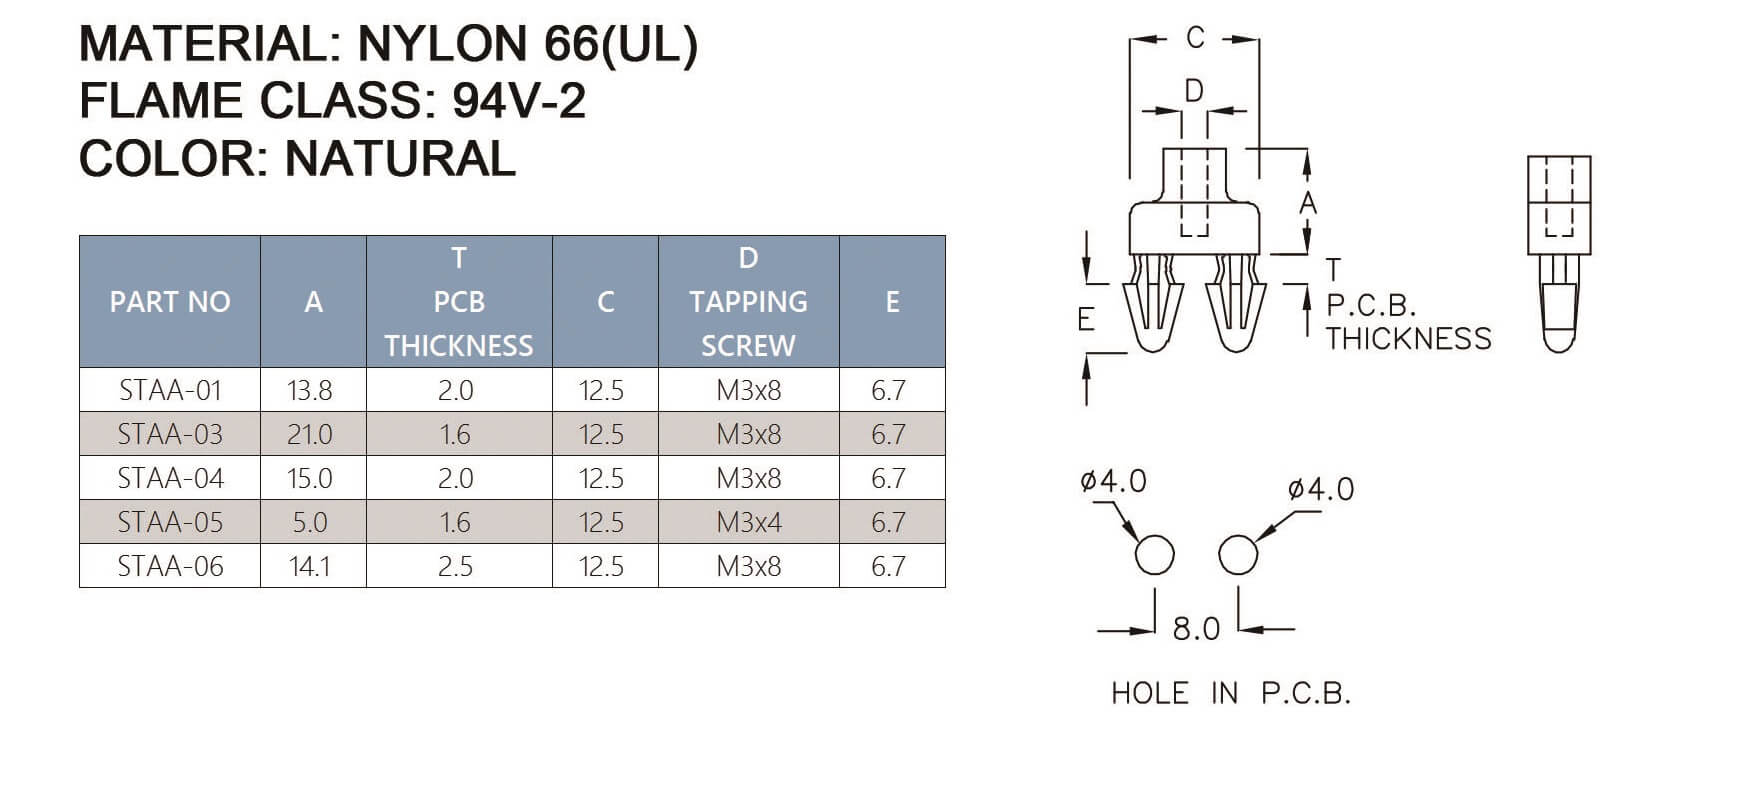 MATERIAL: NYLON 66(UL)
FLAME CLASS: 94V-2
COLOR: NATURAL
PART NO A T PCB THICKNESS C D TAPPING SCREW E
STAA-01 13.8 2.0 12.5 M3x8 6.7
STAA-03 21.0 1.6 12.5 M3x8 6.7
STAA-04 15.0 2.0 12.5 M3x8 6.7
STAA-05 5.0 1.6 12.5 M3x4 6.7
STAA-06 14.1 2.5 12.5 M3x8 6.7
C
D
A
E
T
P.C.B.
THICKNESS
ø4.0 ø4.0
8.0
HOLE IN P.C.B.